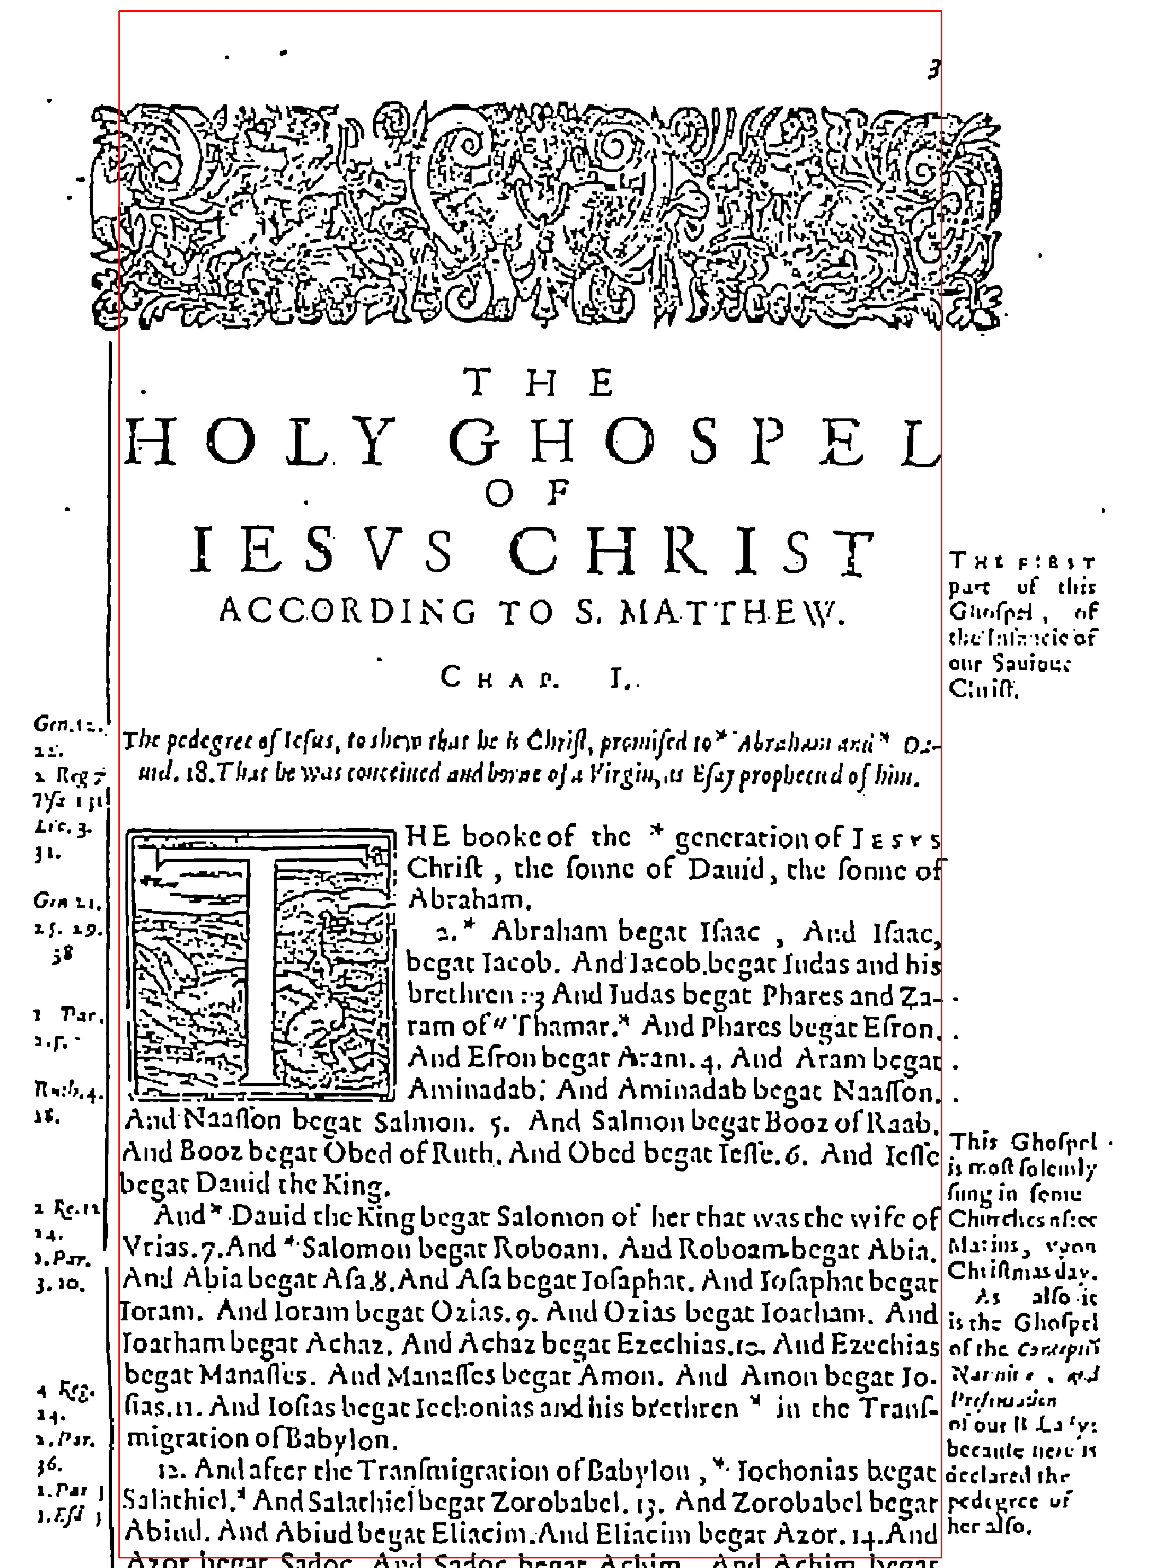 3
THE
HOLY GHOSPEL
OF
IESVS CHRIST
ACCORDING TO S. MATTHEW.
CHAP. I.
The pedegree of Iesus, to shew that he is Christ, promised to* Abraham and* Da-
uid. 18. That he was conceiued and borne of a Virgin, as Esay prophecied of him.
THE booke of the * generation of IESVS
Chriſt, the ſonne of Dauid, the ſonne of
Abraham.
2.* Abraham begat Iſaac, And Iſaac,
begat Iacob. And Iacob begat Iudas and his
brethren: 3 And Iudas begat Phares and Za-
ram of" Thamar.* And Phares begat Eſron.
And Eſron begat Aram. 4. And Aram begat
Aminadab: And Aminadab begat Naaſſon.
And Naaſſon begat Salmon. 5. And Salmon begat Booz of Raab.
And Booz begat Obed of Ruth. And Obed begat Ieſſe. 6. And Ieſſe
begat Dauid the King.
And* Dauid the King begat Salomon of her that was the wife of
Vrias. 7. And * Salomon begat Roboam. And Roboam begat Abia.
And Abia begat Aſa. 8. And Aſa begat Ioſaphat. And Ioſaphat begat
Ioram. And Ioram begat Ozias. 9. And Ozias begat Ioatham. And
Ioatham begat Achaz. And Achaz begat Ezechias. 10. And Ezechias
begat Manaſſes. And Manaſſes begat Amon. And Amon begat Io-
ſias. 11. And Ioſias begat Iechonias and his brethren * in the Tranſ-
migration of Babylon.
12. And after the Tranſmigration of Babylon, * Iechonias begat
Salathiel.* And Salathiel begat Zorobabel. 13. And Zorobabel begat
Abiud. And Abiud begat Eliacim. And Eliacim begat Azor. 14. And
Azor begat Sadoc. And Sadoc begat Achim. And Achim begat
Gen. 12.
22.
2 Reg 7
Luc. 3.
31.
Gen 21.
25. 29.
38
1 Par.
2.5.
Ruth. 4.
18.
2 Re. 11
14.
1. Par.
3. 10.
4 Reg.
24.
2. Par.
36.
1. Par 3
1. Eſd 3
THE FIRST
part of this
Ghoſpel, of
the Infancie of
our Sauiour
Chriſt.
This Ghoſpel
is moſt ſolemly
ſung in ſome
Churches after
Matins, vpon
Chriſtmas day.
As alſo it
is the Ghoſpel
of the Conceptiõ
Natiuitie, and
Preſentation
of our B. Lady:
becauſe here is
declared the
pedegree of
her alſo.